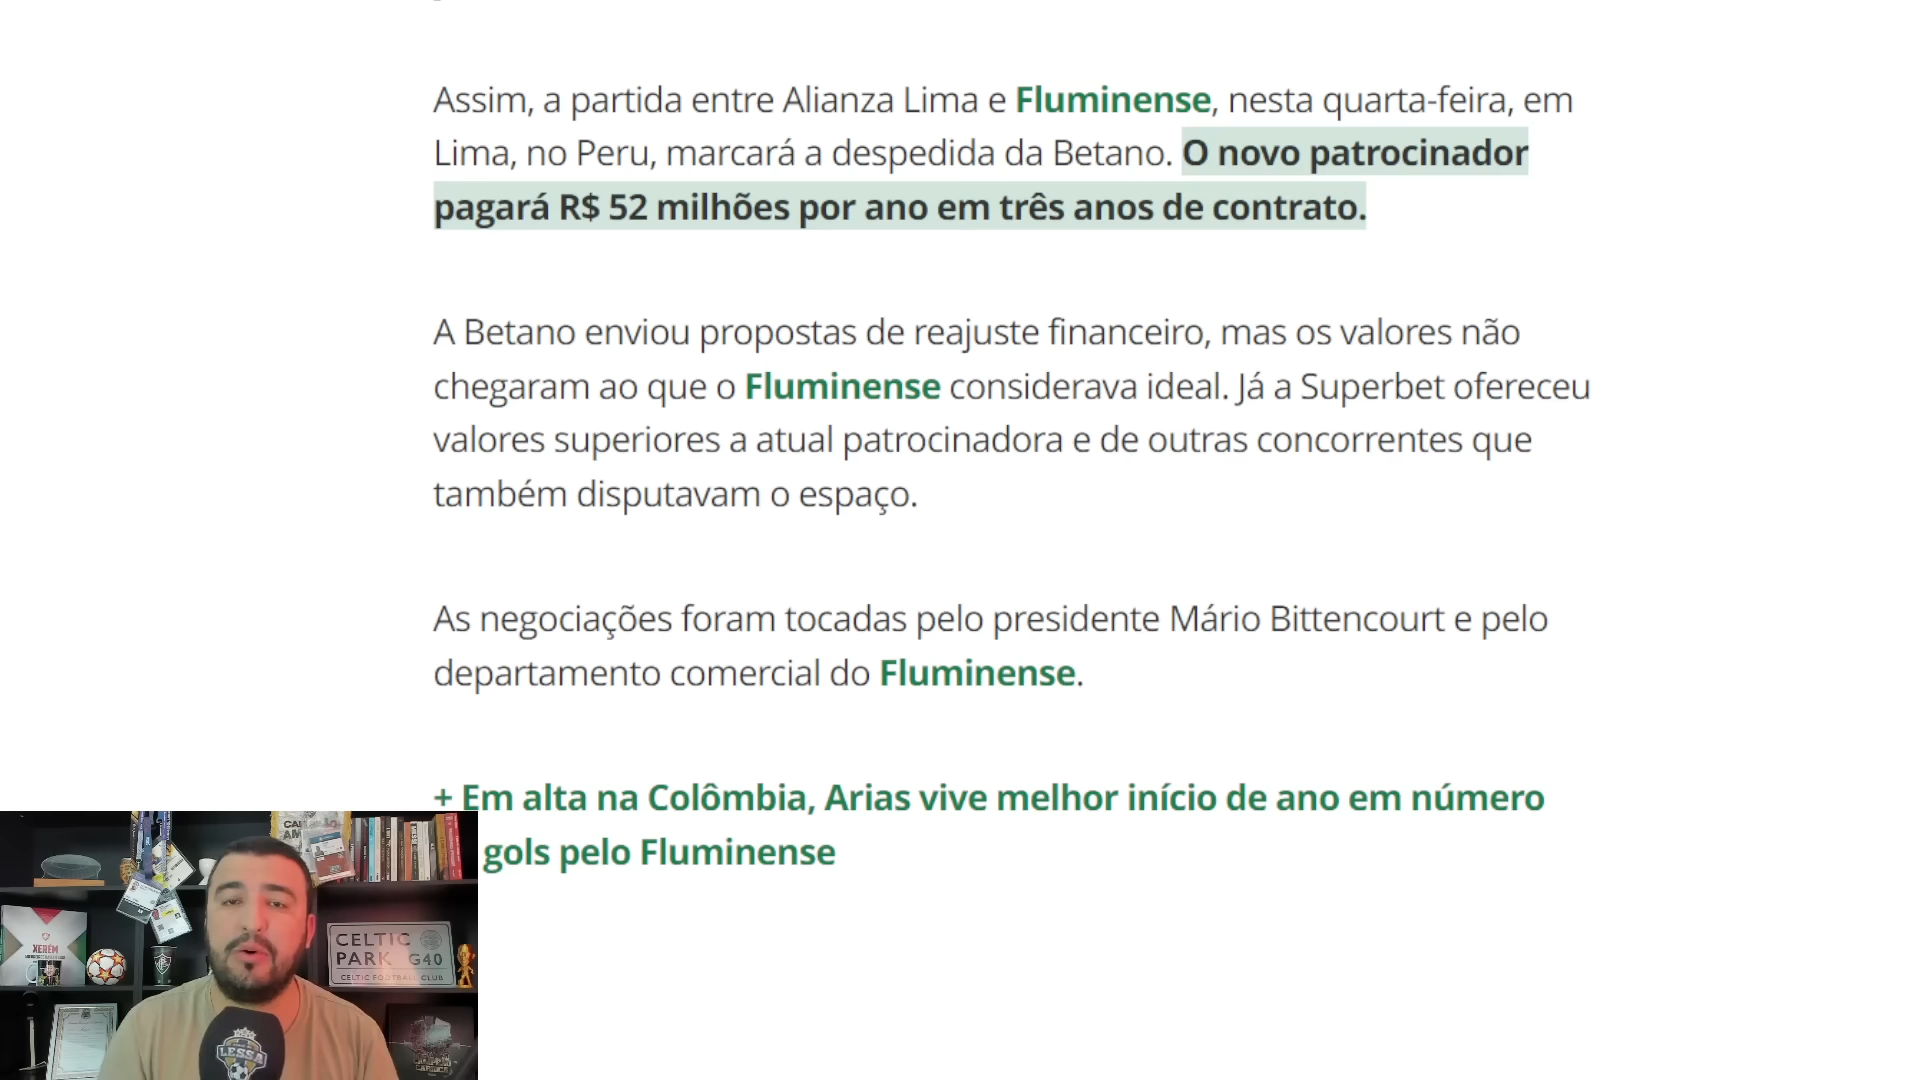 Assim, a partida entre Alianza Lima e Fluminense, nesta quarta-feira, em
Lima, no Peru, marcará a despedida da Betano. O novo patrocinador
pagará R$ 52 milhões por ano em três anos de contrato.
A Betano enviou propostas de reajuste financeiro, mas os valores não
chegaram ao que o Fluminense considerava ideal. Já a Superbet ofereceu
valores superiores a atual patrocinadora e de outras concorrentes que
também disputavam o espaço.
As negociações foram tocadas pelo presidente Mário Bittencourt e pelo
departamento comercial do Fluminense.
+ Em alta na Colômbia, Arias vive melhor início de ano em número
gols pelo Fluminense
XERÉM
CELTIC
PARK G40
CELTIC FOOTBALL CLUB
LESSA